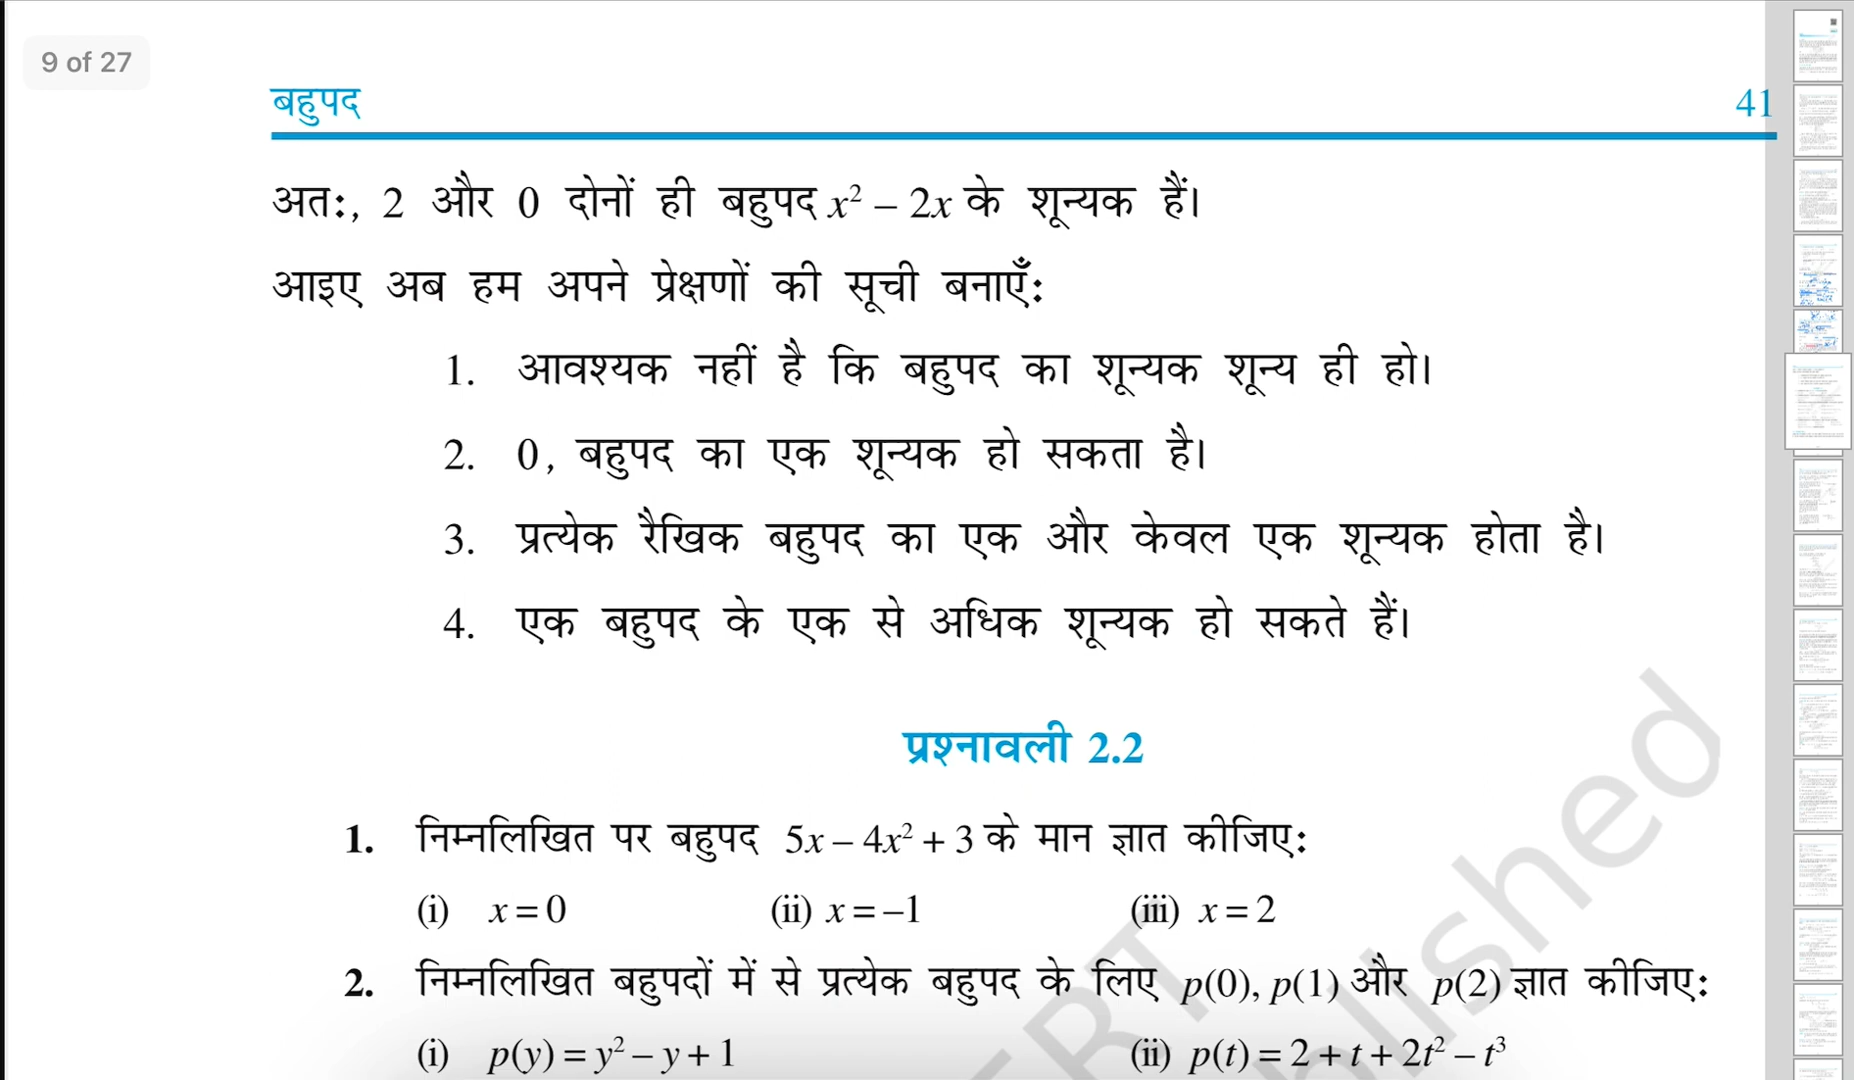 9 of 27
बहुपद 41
अतः, 2 और 0 दोनों ही बहुपद x² – 2x के शून्यक हैं।
आइए अब हम अपने प्रेक्षणों की सूची बनाएँः
1. आवश्यक नहीं है कि बहुपद का शून्यक शून्य ही हो।
2. 0, बहुपद का एक शून्यक हो सकता है।
3. प्रत्येक रैखिक बहुपद का एक और केवल एक शून्यक होता है।
4. एक बहुपद के एक से अधिक शून्यक हो सकते हैं।
प्रश्नावली 2.2
1. निम्नलिखित पर बहुपद 5x – 4x² + 3 के मान ज्ञात कीजिए:
(i) x = 0 (ii) x = –1 (iii) x = 2
2. निम्नलिखित बहुपदों में से प्रत्येक बहुपद के लिए p(0), p(1) और p(2) ज्ञात कीजिए:
(i) p(y) = y² – y + 1 (ii) p(t) = 2 + t + 2t² – t³